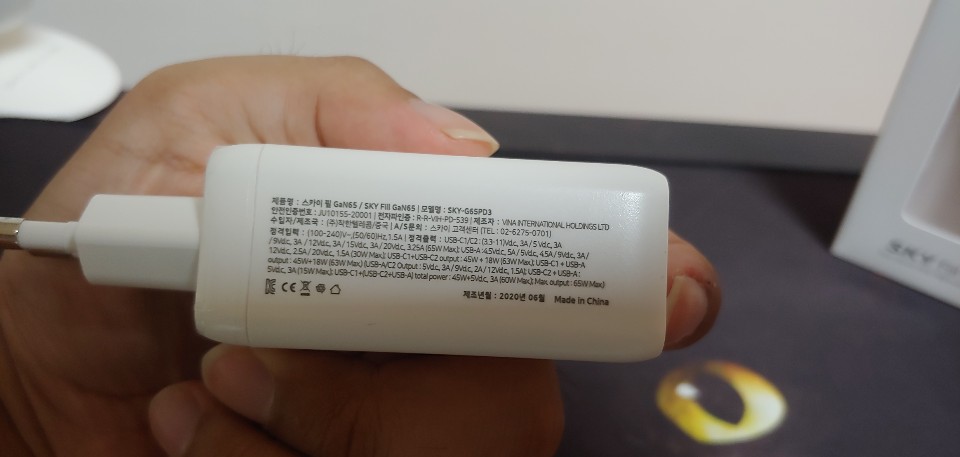 제품명 : 스카이 필 GaN65 / SKY Fill GaN65 | 모델명 : SKY-G65PD3
안전인증번호 : JU10155-20001 | 전자파인증 : R-R-VIH-PD-539 | 제조자 : VINA INTERNATIONAL HOLDINGS LTD
수입자/제조국 : (주)착한텔레콤/중국 | A/S문의 : 스카이 고객센터 (TEL : 02-6275-0701)
정격입력 : (100-240)V~,(50/60)Hz,1.5A | 정격출력 : USB-C1/C2: (3.3-11)Vdc, 3A/ 5 Vdc, 3A
/ 9Vdc, 3A / 12Vdc, 3A / 15Vdc, 3A / 20Vdc, 3.25A (65W Max.): USB-A :4.5Vdc, 5A / 5Vdc, 4.5A / 9Vdc, 3A /
12Vdc, 2.5A / 20Vdc, 1.5A (30W Max.): USB-C1+USB-C2 output : 45W + 18W (63W Max.): USB-C1 + USB-A
output : 45W+18W (63W Max.):(USB-A/C2 Output : 5Vdc, 3A / 9Vdc, 2A / 12Vdc, 1.5A): USB-C2 + USB-A :
5Vdc, 3A (15W Max.): USB-C1+(USB-C2+USB-A) total power : 45W+5Vdc, 3A (60W Max.): Max. output : 65W Max.)
CE
제조년월 : 2020년 06월 Made in China
SKY